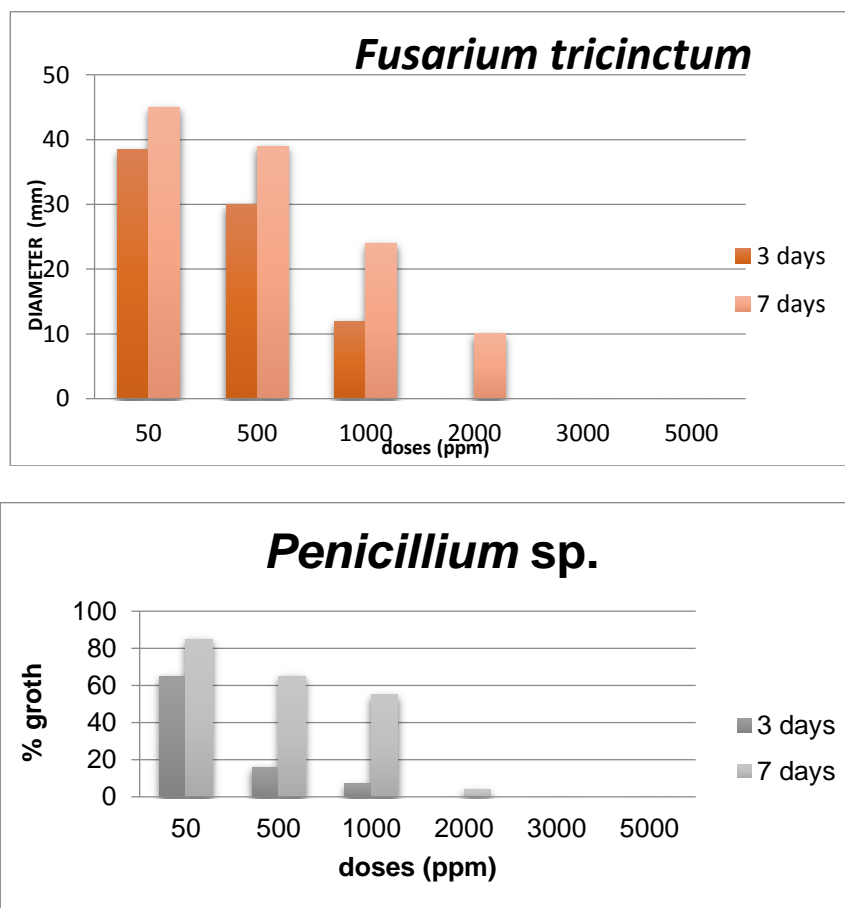 Fusarium tricinctum
50
40
30
20
10
0
DIAMETER (mm)
50 500 1000 2000 3000 5000
doses (ppm)
3 days
7 days
Penicillium sp.
100
80
60
40
20
0
% groth
50 500 1000 2000 3000 5000
doses (ppm)
3 days
7 days